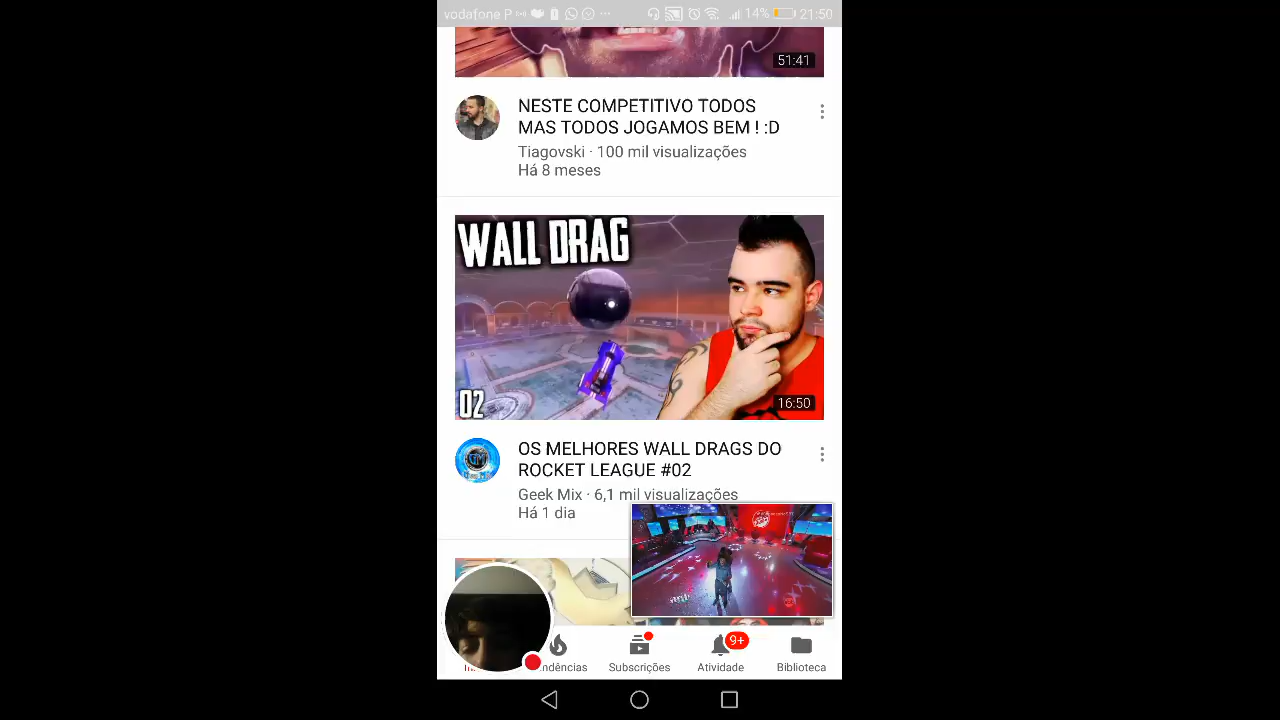 vodafone P
14%
21:50
51:41
NESTE COMPETITIVO TODOS
MAS TODOS JOGAMOS BEM ! :D
Tiagovski · 100 mil visualizações
Há 8 meses
WALL DRAG
02
16:50
OS MELHORES WALL DRAGS DO
ROCKET LEAGUE #02
Geek Mix · 6,1 mil visualizações
Há 1 dia
ndências
Subscrições
9+
Atividade
Biblioteca